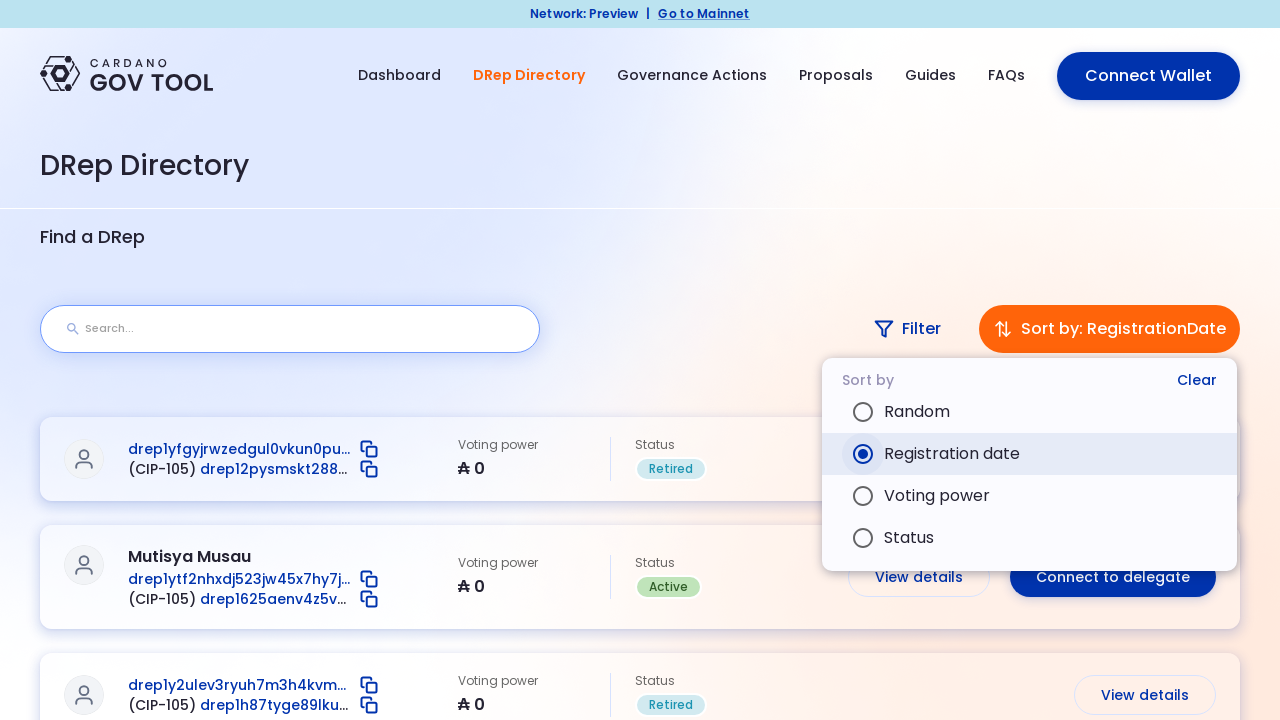 Network: Preview | Go to Mainnet
CARDANO
GOV TOOL
Dashboard
DRep Directory
Governance Actions
Proposals
Guides
FAQs
Connect Wallet
DRep Directory
Find a DRep
Search...
Filter
Sort by: RegistrationDate
Sort by
Clear
Random
Registration date
Voting power
Status
drep1yfgyjrwzedgul0vkun0pu...
(CIP-105) drep12pysmskt288...
Voting power
₳ 0
Status
Retired
Mutisya Musau
drep1ytf2nhxdj523jw45x7hy7j...
(CIP-105) drep1625aenv4z5v...
Voting power
₳ 0
Status
Active
View details
Connect to delegate
drep1y2ulev3ryuh7m3h4kvm...
(CIP-105) drep1h87tyge89lku...
Voting power
₳ 0
Status
Retired
View details